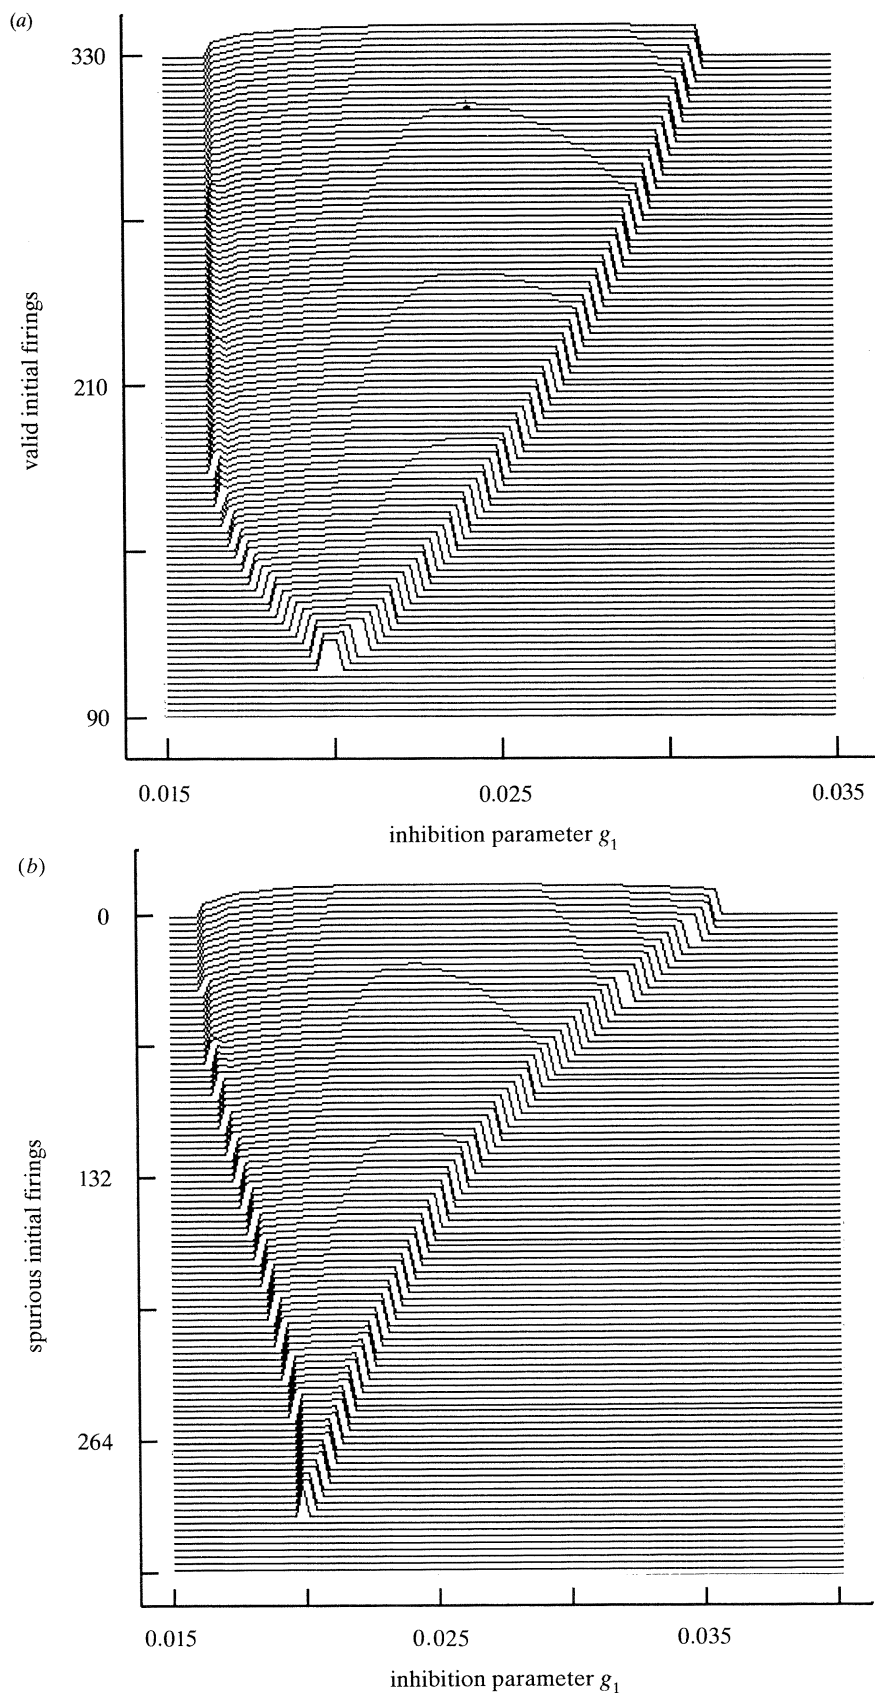 (a)
330
210
90
valid initial firings
0.015
0.025
0.035
inhibition parameter g₁
(b)
0
132
264
spurious initial firings
0.015
0.025
0.035
inhibition parameter g₁